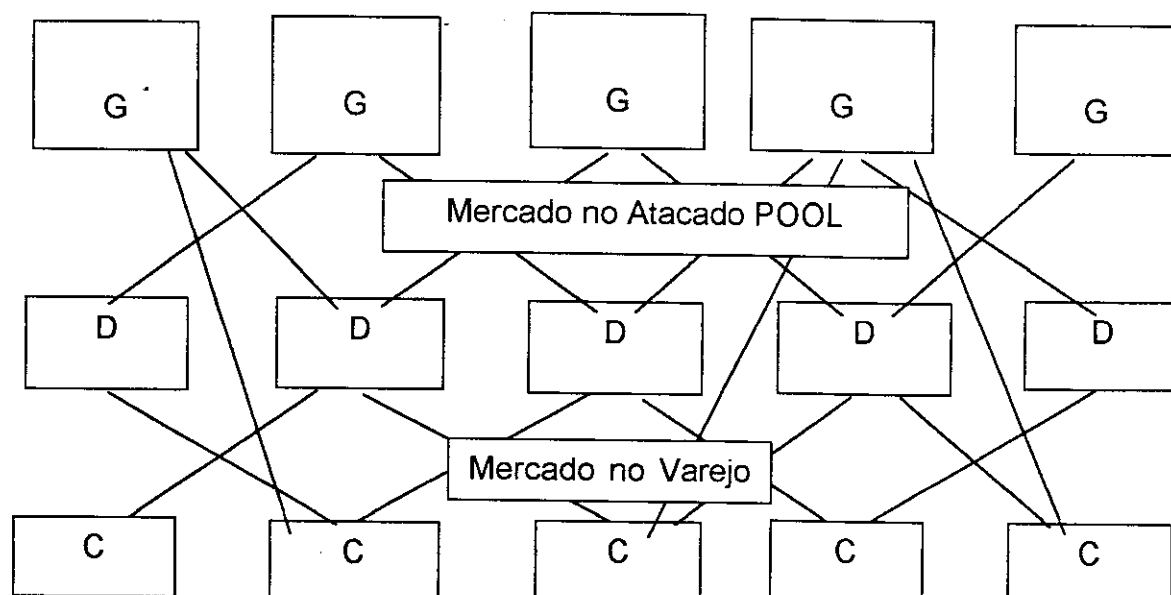 G G G G G
Mercado no Atacado POOL
D D D D D
Mercado no Varejo
C C C C C